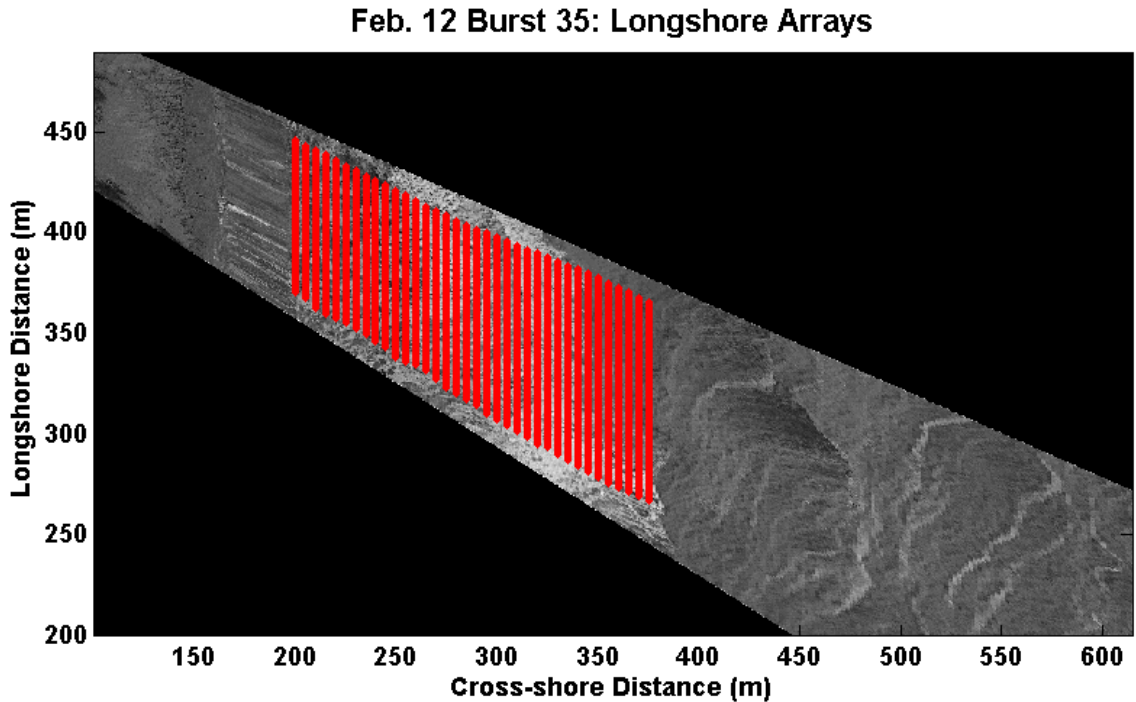 Feb. 12 Burst 35: Longshore Arrays
Longshore Distance (m)
450
400
350
300
250
200
150 200 250 300 350 400 450 500 550 600
Cross-shore Distance (m)